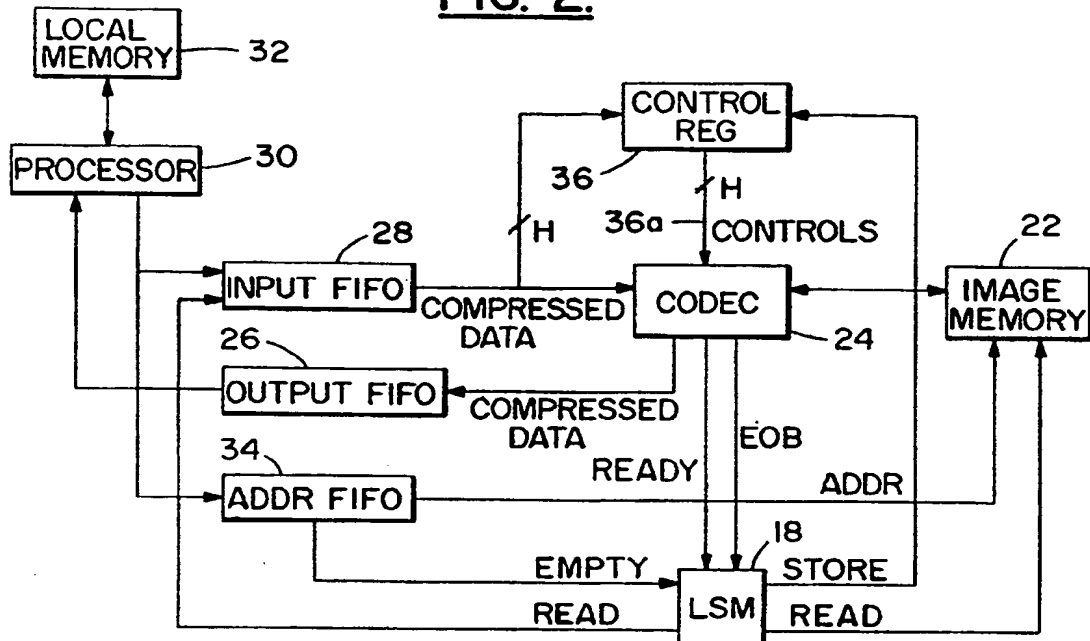 FIG. 2.
LOCAL
MEMORY
32
PROCESSOR
30
CONTROL
REG
36
H
H
36a
CONTROLS
28
INPUT FIFO
COMPRESSED
DATA
CODEC
24
22
IMAGE
MEMORY
26
OUTPUT FIFO
COMPRESSED
DATA
EOB
READY
34
ADDR FIFO
ADDR
EMPTY
18
LSM
STORE
READ
READ